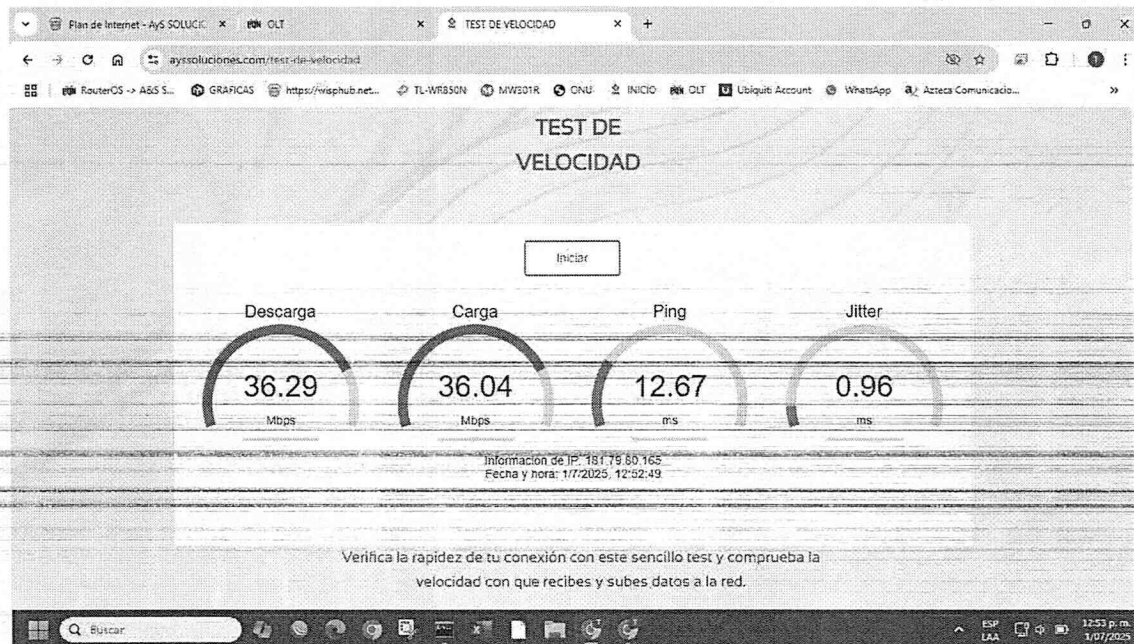 Plan de Internet - AyS SOLUCIC
OLT
TEST DE VELOCIDAD
ayssoluciones.com/test-de-velocidad
RouterOS -> A&S S...
GRAFICAS
https://wisphub.net...
TL-WR850N
MW301R
ONU
INICIO
OLT
Ubiquiti Account
WhatsApp
Azteca Comunicacio...
TEST DE
VELOCIDAD
Iniciar
Descarga Carga Ping Jitter
36.29 36.04 12.67 0.96
Mbps Mbps ms ms
Información de IP: 181.79.80.165
Fecha y hora: 1/7/2025, 12:52:49
Verifica la rapidez de tu conexión con este sencillo test y comprueba la
velocidad con que recibes y subes datos a la red.
Buscar
ESP
LAA
12:53 p. m.
1/07/2025